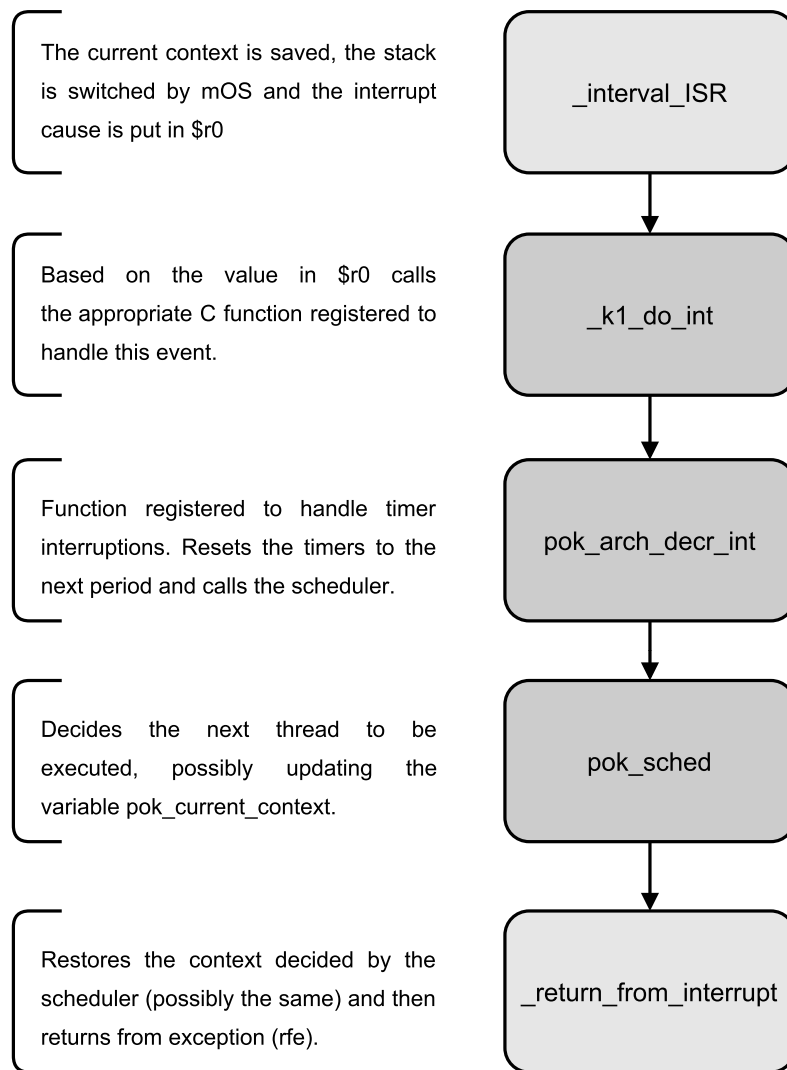 The current context is saved, the stack
is switched by mOS and the interrupt
cause is put in $r0
_interval_ISR
Based on the value in $r0 calls
the appropriate C function registered to
handle this event.
_k1_do_int
Function registered to handle timer
interruptions. Resets the timers to the
next period and calls the scheduler.
pok_arch_decr_int
Decides the next thread to be
executed, possibly updating the
variable pok_current_context.
pok_sched
Restores the context decided by the
scheduler (possibly the same) and then
returns from exception (rfe).
_return_from_interrupt